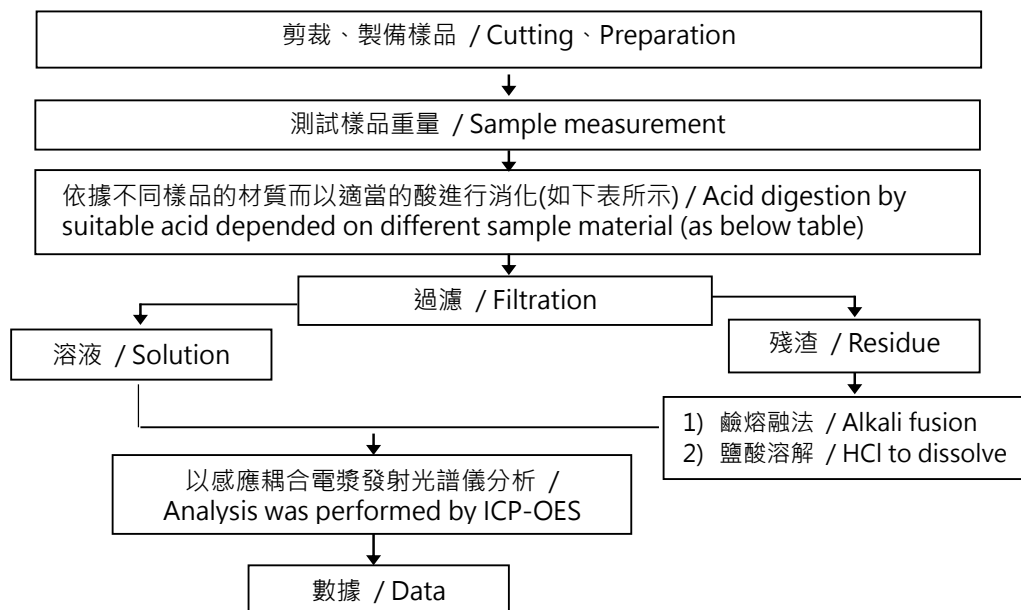 剪裁、製備樣品 / Cutting、Preparation
測試樣品重量 / Sample measurement
依據不同樣品的材質而以適當的酸進行消化(如下表所示) / Acid digestion by
suitable acid depended on different sample material (as below table)
過濾 / Filtration
溶液 / Solution
殘渣 / Residue
1) 鹼熔融法 / Alkali fusion
2) 鹽酸溶解 / HCl to dissolve
以感應耦合電漿發射光譜儀分析 /
Analysis was performed by ICP-OES
數據 / Data